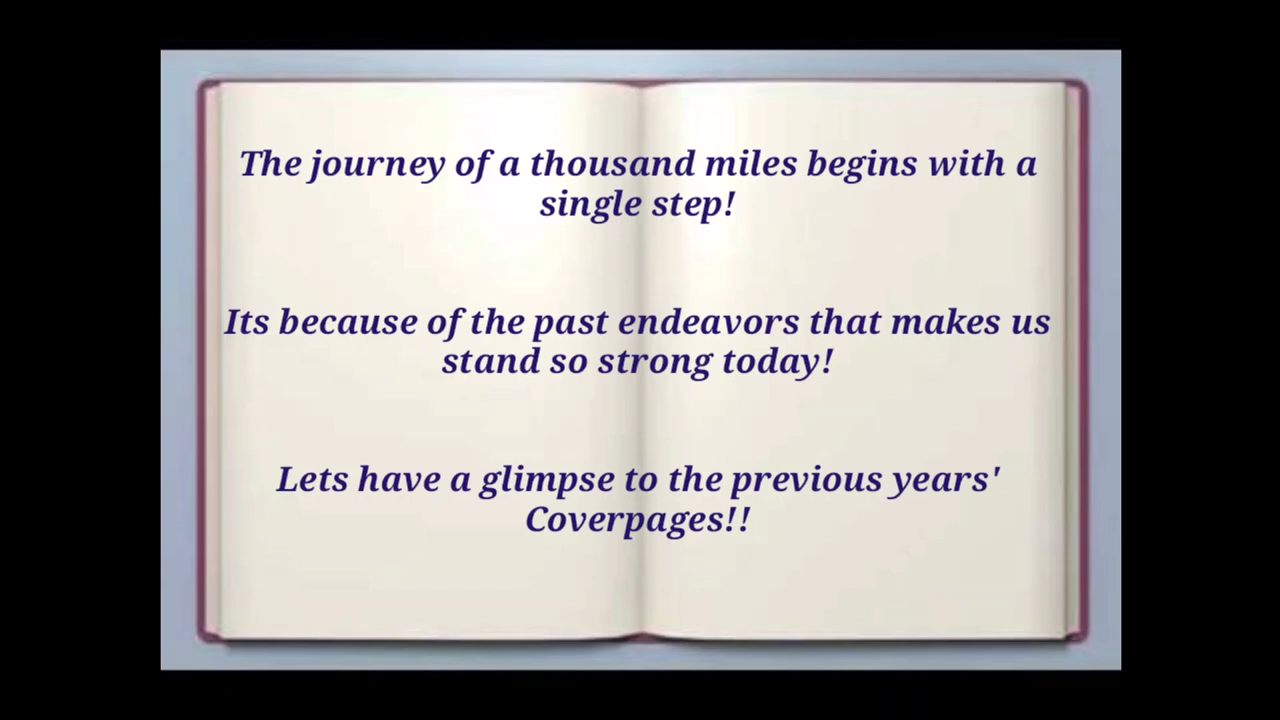 The journey of a thousand miles begins with a
single step!
Its because of the past endeavors that makes us
stand so strong today!
Lets have a glimpse to the previous years'
Coverpages!!